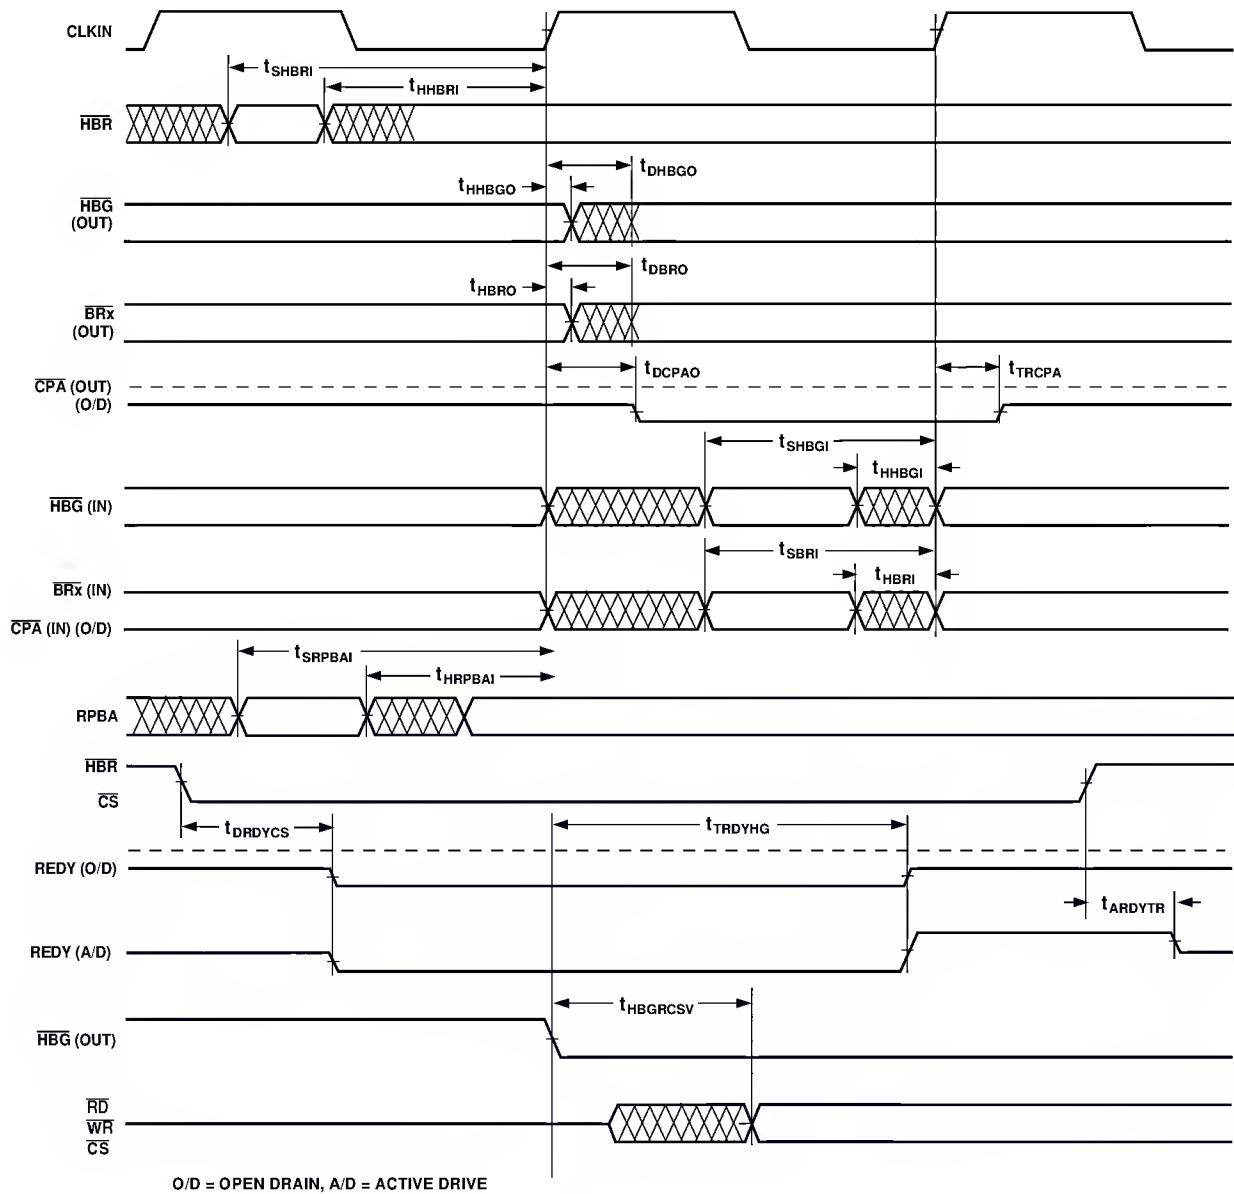 CLKIN
tSHBRI
tHHBRI
HBR
tDHBGO
tHHBGO
HBG
(OUT)
tDBRO
tHBRO
BRx
(OUT)
tDCPAO
tTRCPA
CPA (OUT)
(O/D)
tSHBGI
tHHBGI
HBG (IN)
tSBRI
tHBRI
BRx (IN)
CPA (IN) (O/D)
tSRPBAI
tHRPBAI
RPBA
HBR
CS
tDRDYCS
tTRDYHG
REDY (O/D)
tARDYTR
REDY (A/D)
tHBGRCSV
HBG (OUT)
RD
WR
CS
O/D = OPEN DRAIN, A/D = ACTIVE DRIVE